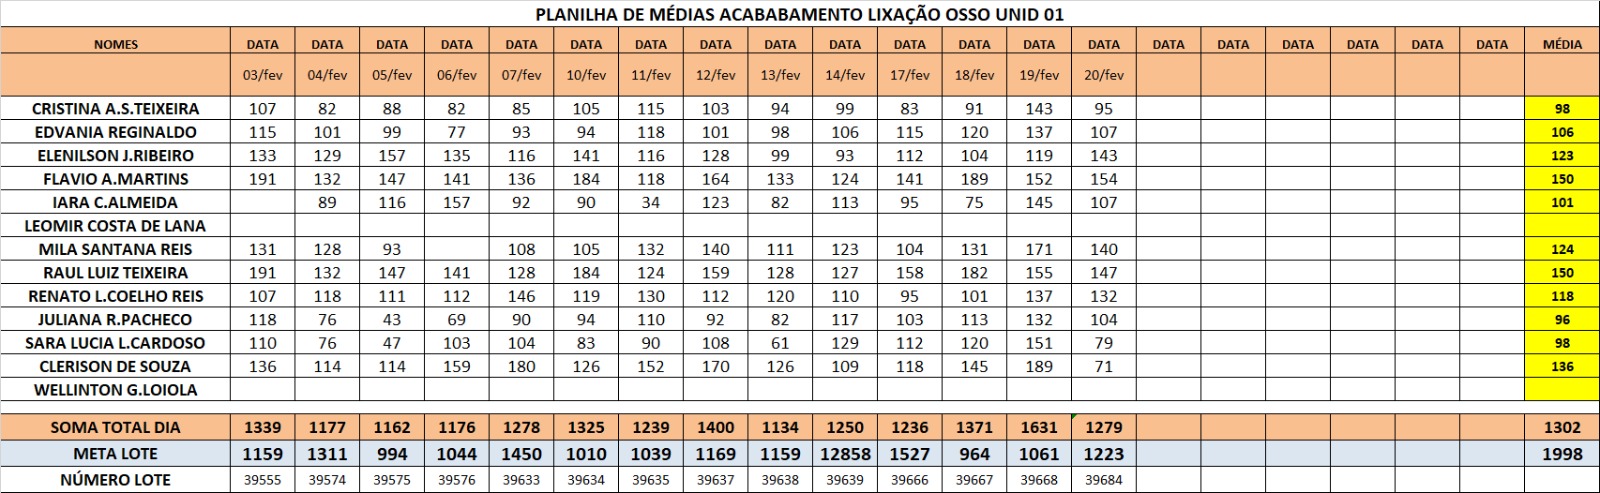 PLANILHA DE MÉDIAS ACABABAMENTO LIXAÇÃO OSSO UNID 01
NOMES DATA DATA DATA DATA DATA DATA DATA DATA DATA DATA DATA DATA DATA DATA DATA DATA DATA DATA DATA DATA MÉDIA
03/fev 04/fev 05/fev 06/fev 07/fev 10/fev 11/fev 12/fev 13/fev 14/fev 17/fev 18/fev 19/fev 20/fev
CRISTINA A.S.TEIXEIRA 107 82 88 82 85 105 115 103 94 99 83 91 143 95 98
EDVANIA REGINALDO 115 101 99 77 93 94 118 101 98 106 115 120 137 107 106
ELENILSON J.RIBEIRO 133 129 157 135 116 141 116 128 99 93 112 104 119 143 123
FLAVIO A.MARTINS 191 132 147 141 136 184 118 164 133 124 141 189 152 154 150
IARA C.ALMEIDA 89 116 157 92 90 34 123 82 113 95 75 145 107 101
LEOMIR COSTA DE LANA
MILA SANTANA REIS 131 128 93 108 105 132 140 111 123 104 131 171 140 124
RAUL LUIZ TEIXEIRA 191 132 147 141 128 184 124 159 128 127 158 182 155 147 150
RENATO L.COELHO REIS 107 118 111 112 146 119 130 112 120 110 95 101 137 132 118
JULIANA R.PACHECO 118 76 43 69 90 94 110 92 82 117 103 113 132 104 96
SARA LUCIA L.CARDOSO 110 76 47 103 104 83 90 108 61 129 112 120 151 79 98
CLERISON DE SOUZA 136 114 114 159 180 126 152 170 126 109 118 145 189 71 136
WELLINTON G.LOIOLA
SOMA TOTAL DIA 1339 1177 1162 1176 1278 1325 1239 1400 1134 1250 1236 1371 1631 1279 1302
META LOTE 1159 1311 994 1044 1450 1010 1039 1169 1159 12858 1527 964 1061 1223 1998
NÚMERO LOTE 39555 39574 39575 39576 39633 39634 39635 39637 39638 39639 39666 39667 39668 39684